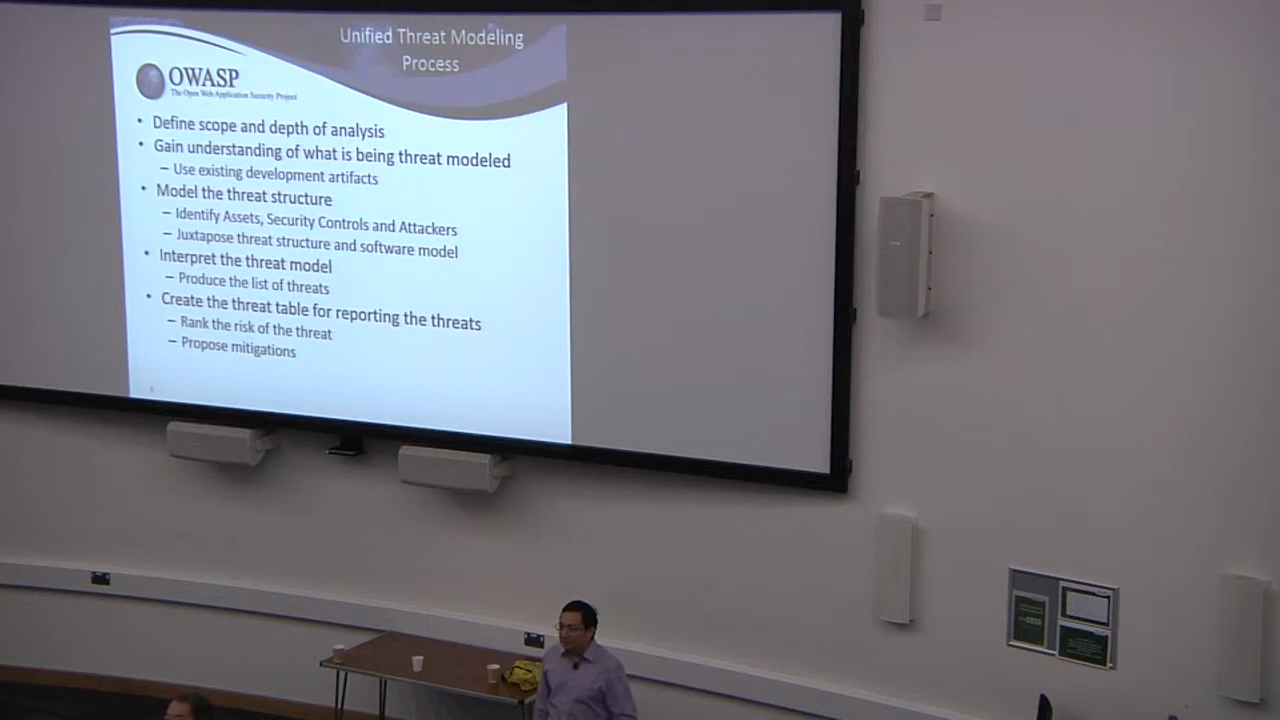 Unified Threat Modeling
Process
OWASP
The Open Web Application Security Project
• Define scope and depth of analysis
• Gain understanding of what is being threat modeled
– Use existing development artifacts
• Model the threat structure
– Identify Assets, Security Controls and Attackers
– Juxtapose threat structure and software model
• Interpret the threat model
– Produce the list of threats
• Create the threat table for reporting the threats
– Rank the risk of the threat
– Propose mitigations